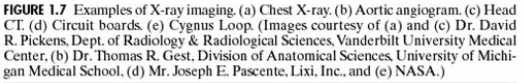 FIGURE 1.7 Examples of X-ray imaging. (a) Chest X-ray. (b) Aortic angiogram. (c) Head
CT. (d) Circuit boards. (e) Cygnus Loop. (Images courtesy of (a) and (c) Dr. David
R. Pickens, Dept. of Radiology & Radiological Sciences, Vanderbilt University Medical
Center, (b) Dr. Thomas R. Gest, Division of Anatomical Sciences, University of Michi-
gan Medical School, (d) Mr. Joseph E. Pascente, Lixi, Inc., and (e) NASA.)